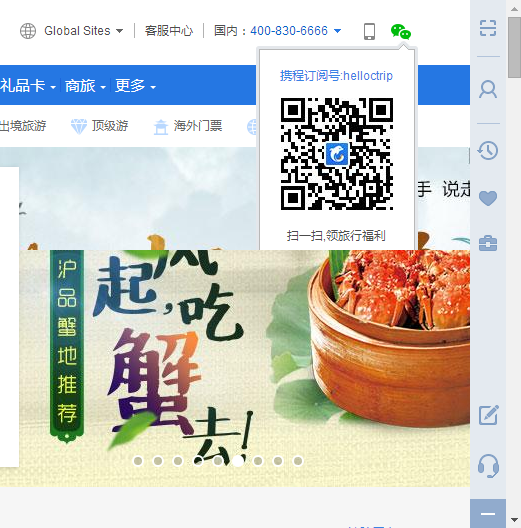 Global Sites 客服中心 国内：400-830-6666
礼品卡 商旅 更多
出境旅游 顶级游 海外门票
携程订阅号:helloctrip
扫一扫,领旅行福利
手 说走
沪品蟹地推荐
起,吃
蟹
去!